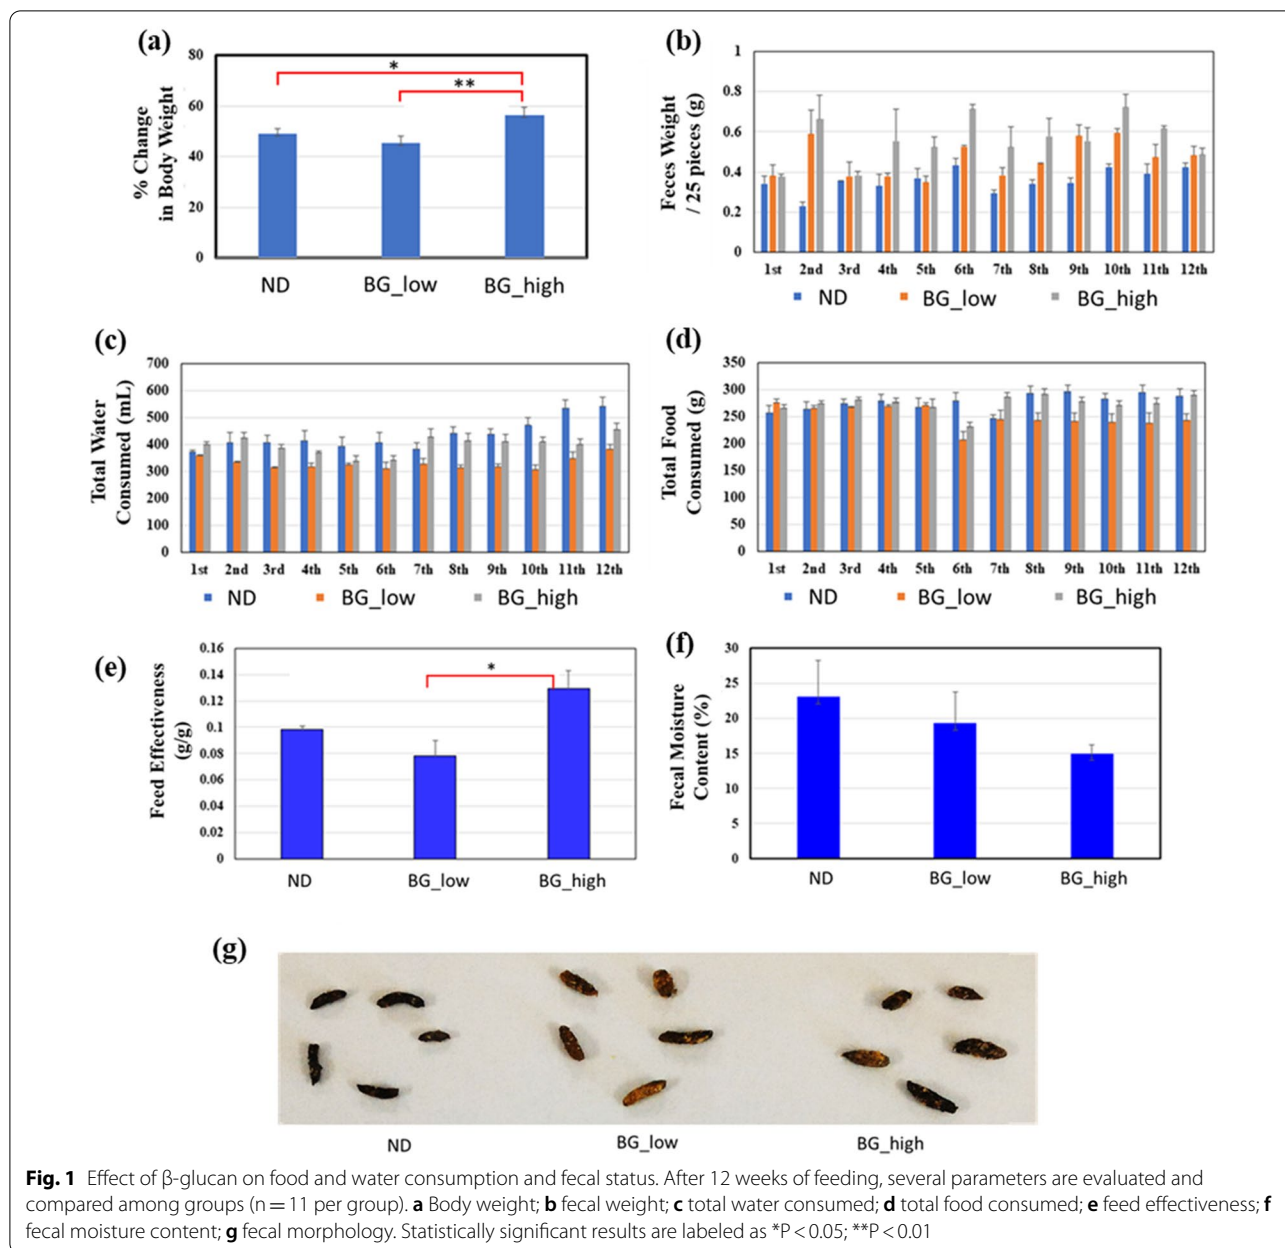 (a)
80
60
40
20
0
% Change
in Body Weight
*
**
ND BG_low BG_high
(b)
1
0.8
0.6
0.4
0.2
0
Feces Weight
/ 25 pieces (g)
1st 2nd 3rd 4th 5th 6th 7th 8th 9th 10th 11th 12th
ND BG_low BG_high
(c)
700
600
500
400
300
200
100
0
Total Water
Consumed (mL)
1st 2nd 3rd 4th 5th 6th 7th 8th 9th 10th 11th 12th
ND BG_low BG_high
(d)
350
300
250
200
150
100
50
0
Total Food
Consumed (g)
1st 2nd 3rd 4th 5th 6th 7th 8th 9th 10th 11th 12th
ND BG_low BG_high
(e)
0.16
0.14
0.12
0.1
0.08
0.06
0.04
0.02
0
Feed Effectiveness
(g/g)
*
ND BG_low BG_high
(f)
30
25
20
15
10
5
0
Fecal Moisture
Content (%)
ND BG_low BG_high
(g)
ND BG_low BG_high
Fig. 1 Effect of β-glucan on food and water consumption and fecal status. After 12 weeks of feeding, several parameters are evaluated and
compared among groups (n = 11 per group). a Body weight; b fecal weight; c total water consumed; d total food consumed; e feed effectiveness; f
fecal moisture content; g fecal morphology. Statistically significant results are labeled as *P < 0.05; **P < 0.01